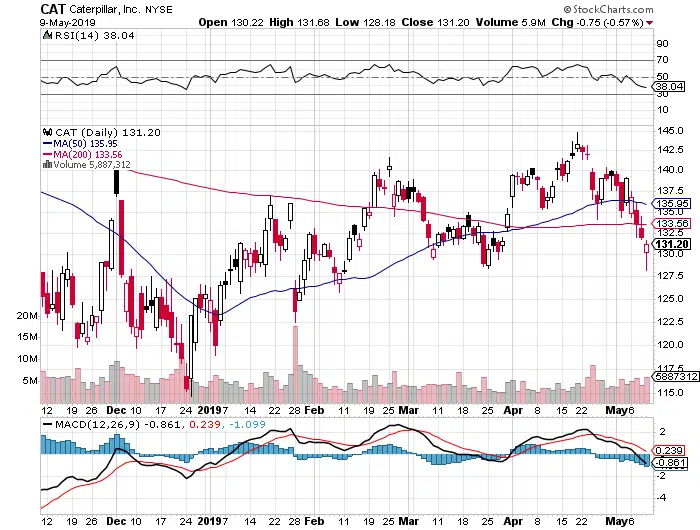 CAT Caterpillar, Inc. NYSE © StockCharts.com
9-May-2019 Open 130.22 High 131.68 Low 128.18 Close 131.20 Volume 5.9M Chg -0.75 (-0.57%)
RSI(14) 38.04
90
70
50
38.04
30
10
CAT (Daily) 131.20
MA(50) 135.95
MA(200) 133.56
Volume 5,887,312
145.0
142.5
140.0
137.5
135.95
135.0
133.56
132.5
131.20
130.0
127.5
125.0
122.5
120.0
117.5
5887312
115.0
20M
15M
10M
5M
12 19 26 Dec 10 17 24 2019 7 14 22 28 Feb 11 19 25 Mar 11 18 25 Apr 8 15 22 May 6
MACD(12,26,9) -0.861, 0.239, -1.099
2
0.239
-0.861
-2
-4
12 19 26 Dec 10 17 24 2019 7 14 22 28 Feb 11 19 25 Mar 11 18 25 Apr 8 15 22 May 6